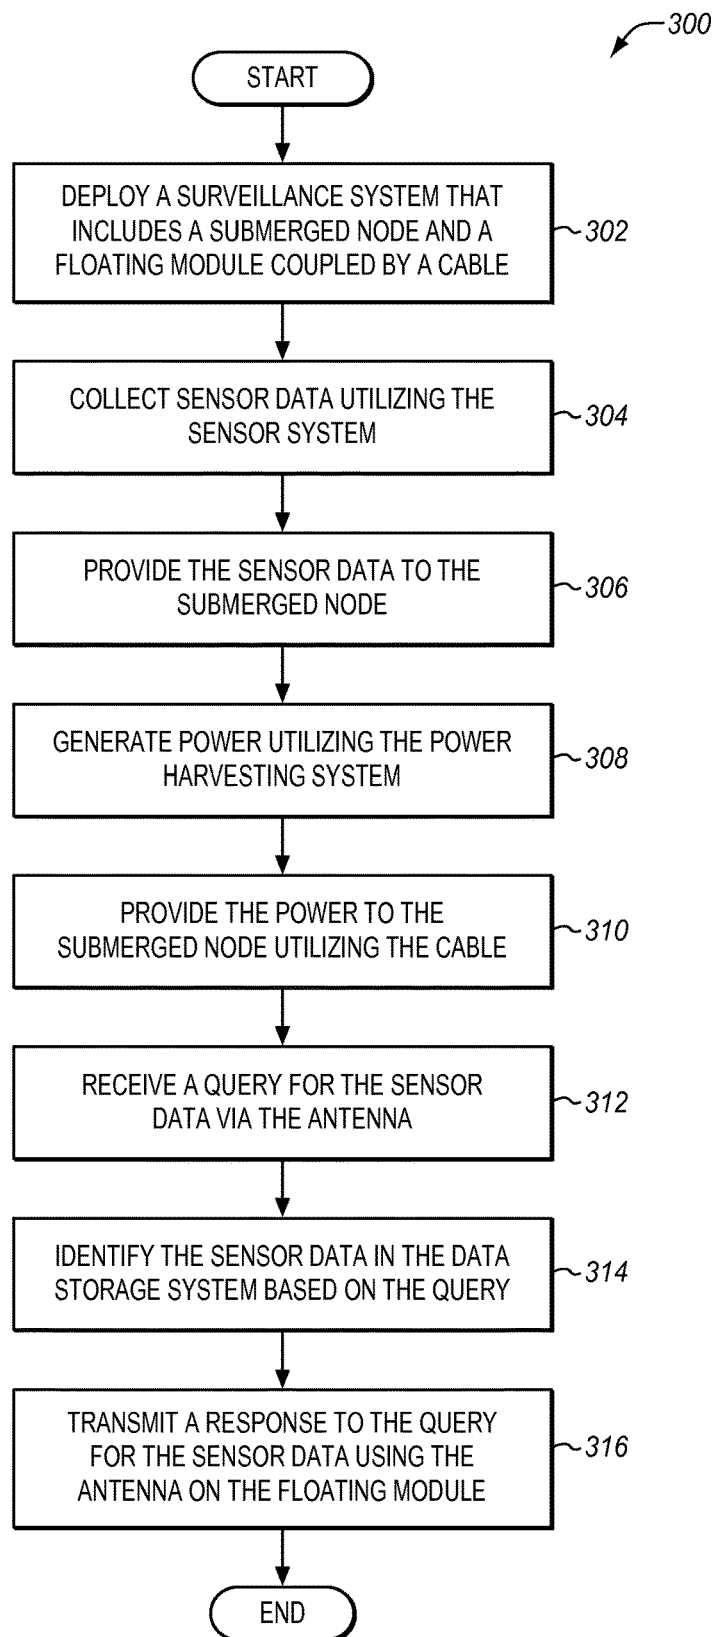 300
START
DEPLOY A SURVEILLANCE SYSTEM THAT
INCLUDES A SUBMERGED NODE AND A
FLOATING MODULE COUPLED BY A CABLE
302
COLLECT SENSOR DATA UTILIZING THE
SENSOR SYSTEM
304
PROVIDE THE SENSOR DATA TO THE
SUBMERGED NODE
306
GENERATE POWER UTILIZING THE POWER
HARVESTING SYSTEM
308
PROVIDE THE POWER TO THE
SUBMERGED NODE UTILIZING THE CABLE
310
RECEIVE A QUERY FOR THE SENSOR
DATA VIA THE ANTENNA
312
IDENTIFY THE SENSOR DATA IN THE DATA
STORAGE SYSTEM BASED ON THE QUERY
314
TRANSMIT A RESPONSE TO THE QUERY
FOR THE SENSOR DATA USING THE
ANTENNA ON THE FLOATING MODULE
316
END